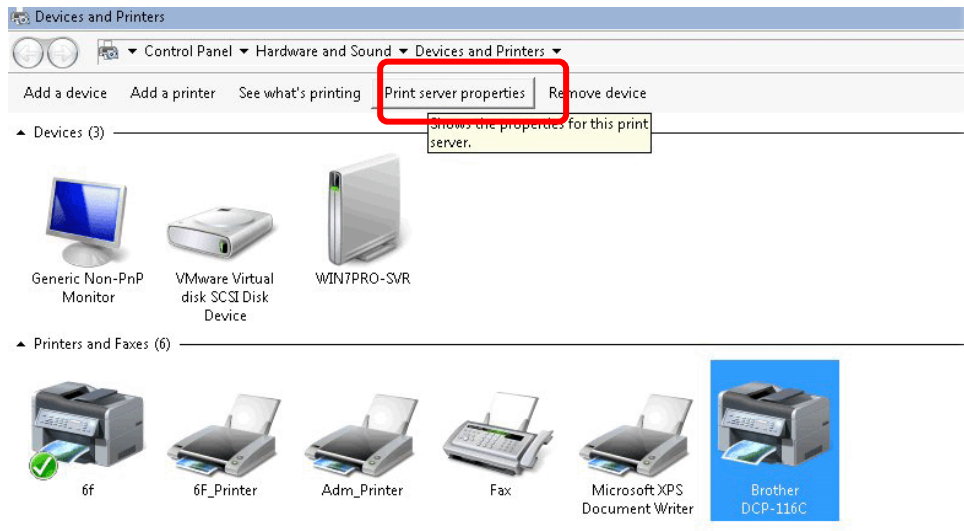 Devices and Printers
Control Panel ▾ Hardware and Sound ▾ Devices and Printers ▾
Add a device Add a printer See what's printing Print server properties Remove device
Shows the properties for this print
server.
Devices (3)
Generic Non-PnP
Monitor
VMware Virtual
disk SCSI Disk
Device
WIN7PRO-SVR
Printers and Faxes (6)
6f
6F_Printer
Adm_Printer
Fax
Microsoft XPS
Document Writer
Brother
DCP-116C